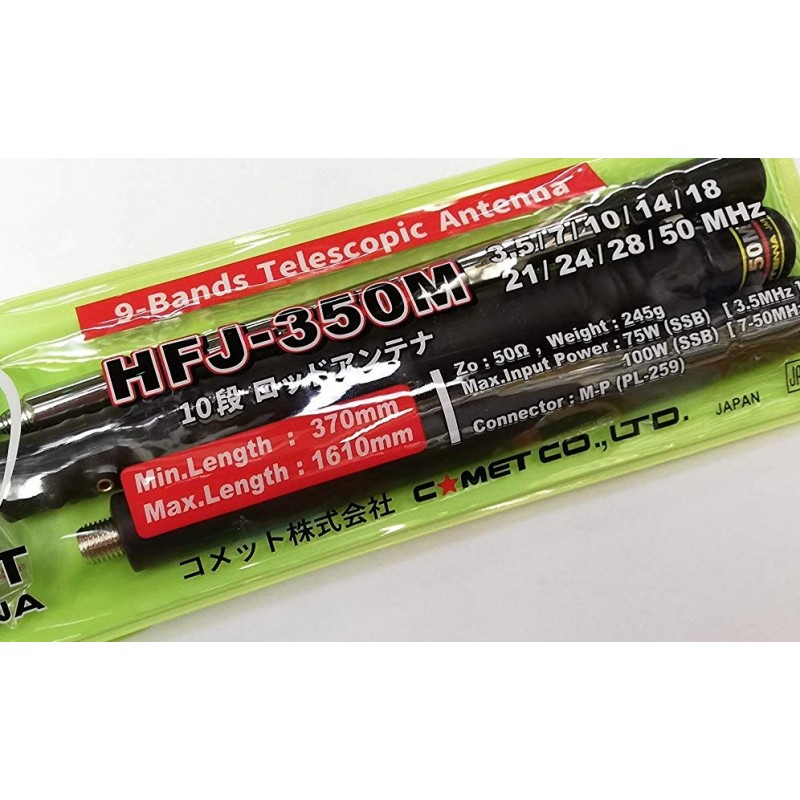 9-Bands Telescopic Antenna
HFJ-350M
3.5/7/10/14/18
21/24/28/50 MHz
10段 ロッドアンテナ
Zo : 50Ω , Weight : 245g
Max.Input Power : 75W (SSB) [ 3.5MHz ]
100W (SSB) [ 7-50MHz
Connector : M-P (PL-259)
Min.Length : 370mm
Max.Length : 1610mm
コメット株式会社 C★MET CO., LTD.
JAPAN
50M